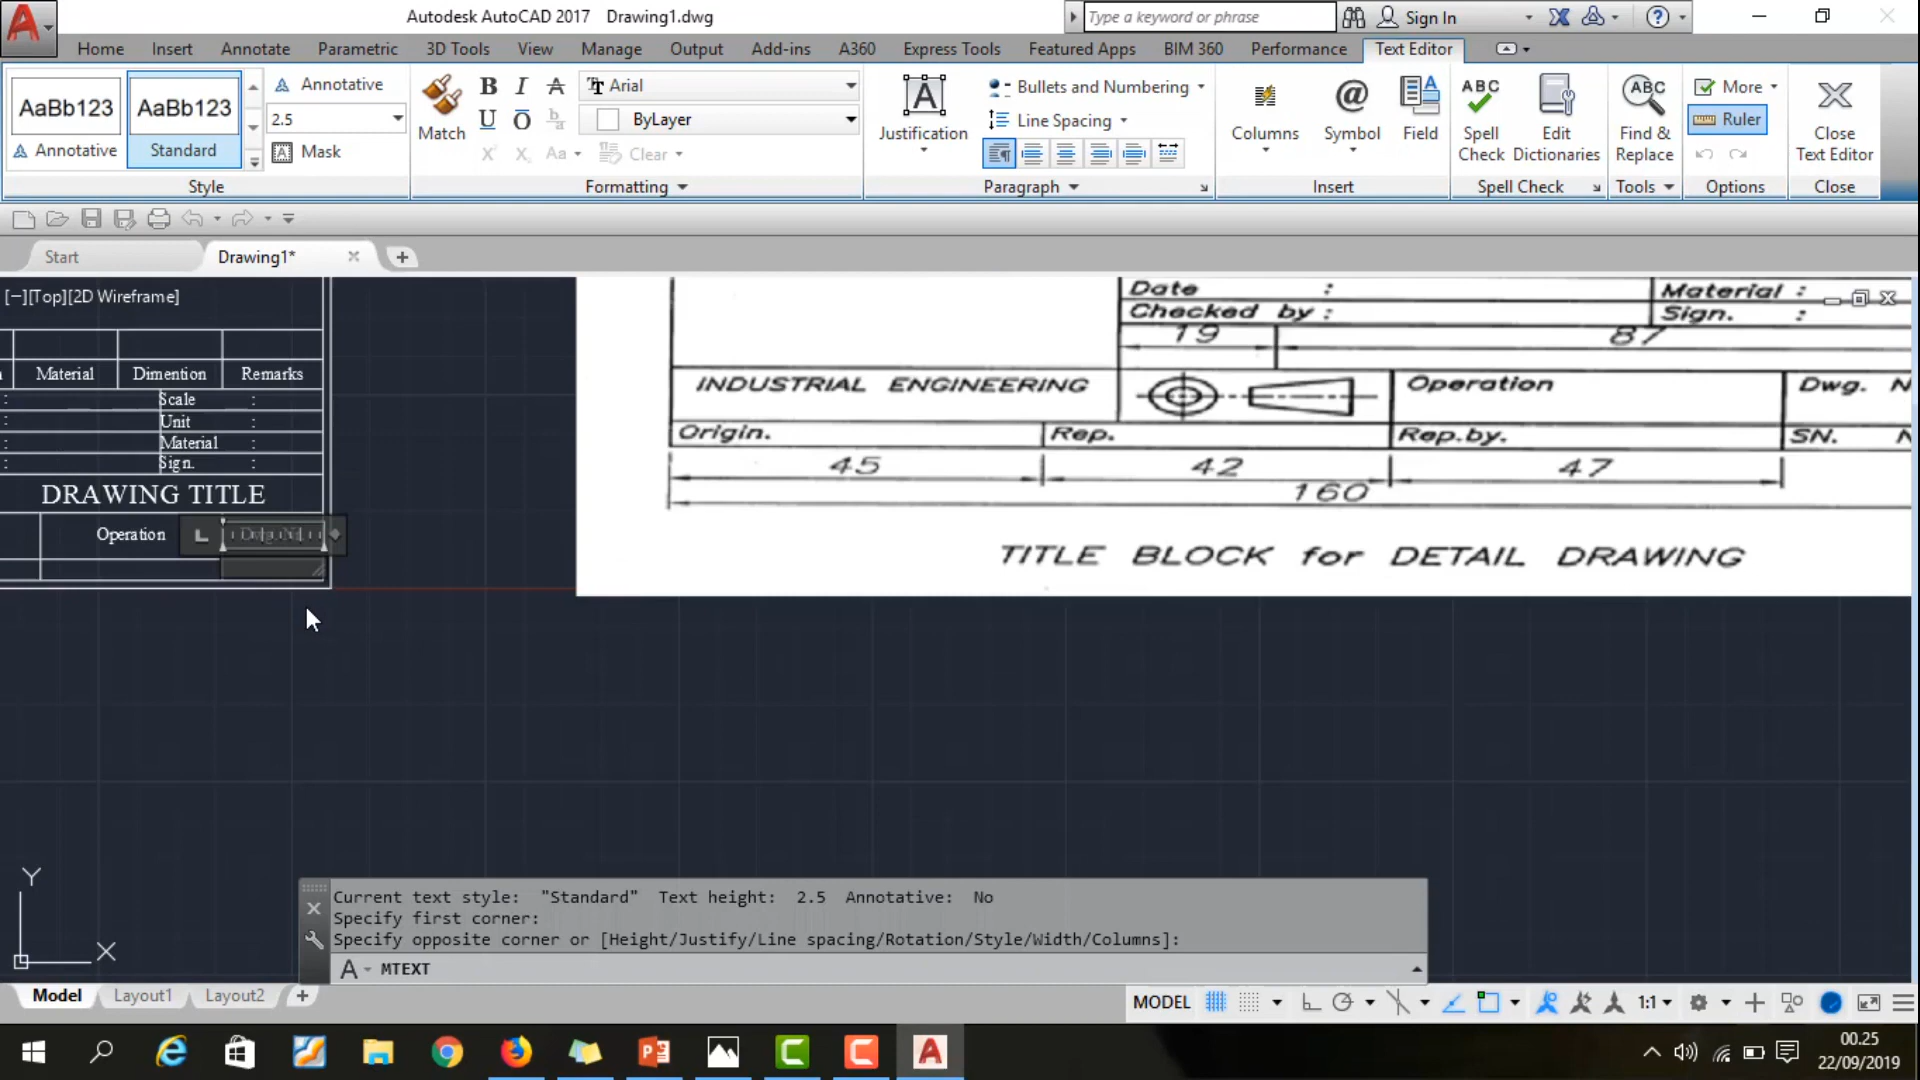 Autodesk AutoCAD 2017 Drawing1.dwg
Type a keyword or phrase
Sign In
Home Insert Annotate Parametric 3D Tools View Manage Output Add-ins A360 Express Tools Featured Apps BIM 360 Performance Text Editor
AaBb123 AaBb123 Annotative
Annotative Standard
2.5
Mask
Style
Match
B I A Arial
U O ByLayer
Aa Clear
Formatting
Justification
Bullets and Numbering
Line Spacing
Paragraph
Columns Symbol Field
Insert
ABC Spell Check
Edit Dictionaries
Spell Check
ABC Find & Replace
Tools
More
Ruler
Options
Close Text Editor
Close
Start Drawing1*
[−][Top][2D Wireframe]
Material Dimention Remarks
: Scale :
: Unit :
: Material :
: Sign. :
DRAWING TITLE
Operation
Date : Material :
Checked by : Sign. :
19 87
INDUSTRIAL ENGINEERING Operation Dwg. N
Origin. Rep. Rep.by. SN. N
45 42 47
160
TITLE BLOCK for DETAIL DRAWING
Y
X
Current text style: "Standard" Text height: 2.5 Annotative: No
Specify first corner:
Specify opposite corner or [Height/Justify/Line spacing/Rotation/Style/Width/Columns]:
MTEXT
Model Layout1 Layout2
MODEL 1:1
00.25
22/09/2019